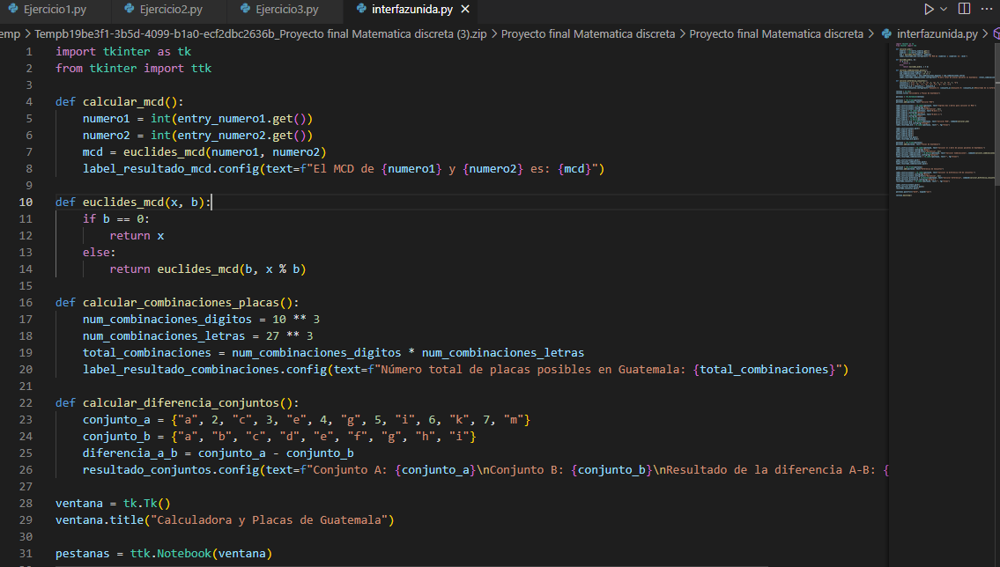 Ejercicio1.py Ejercicio2.py Ejercicio3.py interfazunida.py
emp > Tempb19be3f1-3b5d-4099-b1a0-ecf2dbc2636b_Proyecto final Matematica discreta (3).zip > Proyecto final Matematica discreta > Proyecto final Matematica discreta > interfazunida.py >
1 import tkinter as tk
2 from tkinter import ttk
3
4 def calcular_mcd():
5     numero1 = int(entry_numero1.get())
6     numero2 = int(entry_numero2.get())
7     mcd = euclides_mcd(numero1, numero2)
8     label_resultado_mcd.config(text=f"El MCD de {numero1} y {numero2} es: {mcd}")
9
10 def euclides_mcd(x, b):
11     if b == 0:
12         return x
13     else:
14         return euclides_mcd(b, x % b)
15
16 def calcular_combinaciones_placas():
17     num_combinaciones_digitos = 10 ** 3
18     num_combinaciones_letras = 27 ** 3
19     total_combinaciones = num_combinaciones_digitos * num_combinaciones_letras
20     label_resultado_combinaciones.config(text=f"Número total de placas posibles en Guatemala: {total_combinaciones}")
21
22 def calcular_diferencia_conjuntos():
23     conjunto_a = {"a", 2, "c", 3, "e", 4, "g", 5, "i", 6, "k", 7, "m"}
24     conjunto_b = {"a", "b", "c", "d", "e", "f", "g", "h", "i"}
25     diferencia_a_b = conjunto_a - conjunto_b
26     resultado_conjuntos.config(text=f"Conjunto A: {conjunto_a}\nConjunto B: {conjunto_b}\nResultado de la diferencia A-B: {
27
28 ventana = tk.Tk()
29 ventana.title("Calculadora y Placas de Guatemala")
30
31 pestanas = ttk.Notebook(ventana)